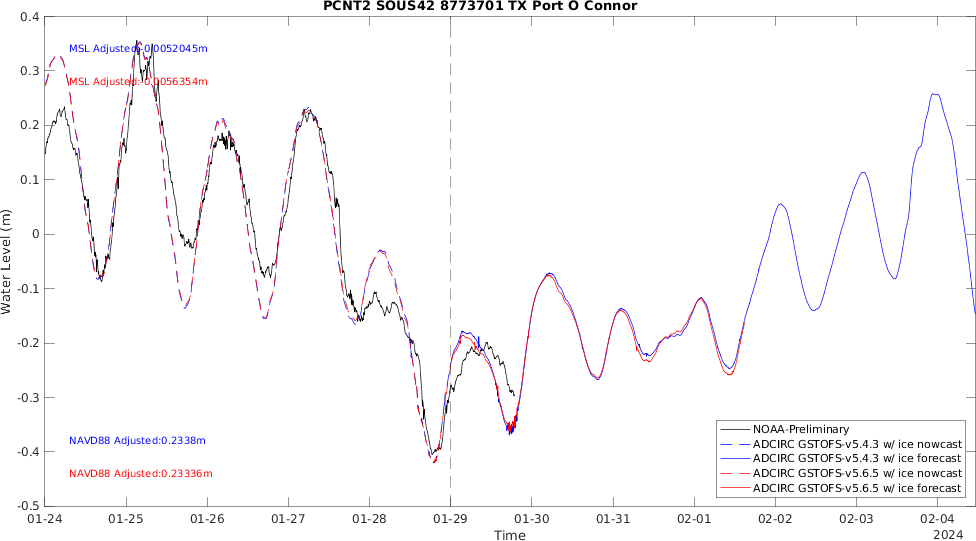 PCNT2 SOUS42 8773701 TX Port O Connor
0.4
0.3
0.2
0.1
0
-0.1
-0.2
-0.3
-0.4
-0.5
Water Level (m)
MSL Adjusted:-0.0052045m
MSL Adjusted:-0.0056354m
NAVD88 Adjusted:0.2338m
NAVD88 Adjusted:0.23336m
NOAA-Preliminary
ADCIRC GSTOFS-v5.4.3 w/ ice nowcast
ADCIRC GSTOFS-v5.4.3 w/ ice forecast
ADCIRC GSTOFS-v5.6.5 w/ ice nowcast
ADCIRC GSTOFS-v5.6.5 w/ ice forecast
01-24 01-25 01-26 01-27 01-28 01-29 01-30 01-31 02-01 02-02 02-03 02-04
Time
2024